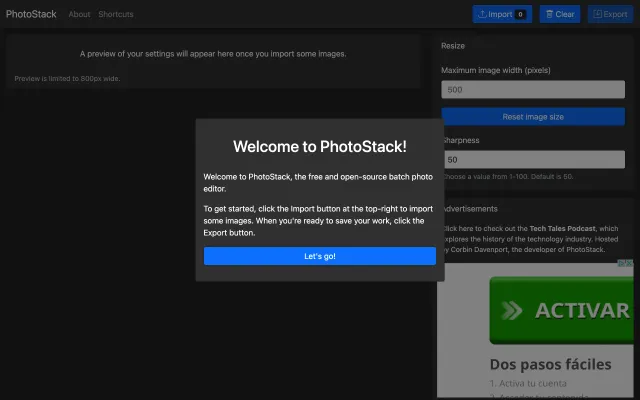 PhotoStack About Shortcuts Import 0 Clear Export
A preview of your settings will appear here once you import some images.
Preview is limited to 800px wide.
Welcome to PhotoStack!
Welcome to PhotoStack, the free and open-source batch photo
editor.
To get started, click the Import button at the top-right to import
some images. When you're ready to save your work, click the
Export button.
Let's go!
Resize
Maximum image width (pixels)
500
Reset image size
Sharpness
50
Choose a value from 1-100. Default is 50.
Advertisements
Click here to check out the Tech Tales Podcast, which
explores the history of the technology industry. Hosted
by Corbin Davenport, the developer of PhotoStack.
ACTIVAR
Dos pasos fáciles
1. Activa tu cuenta